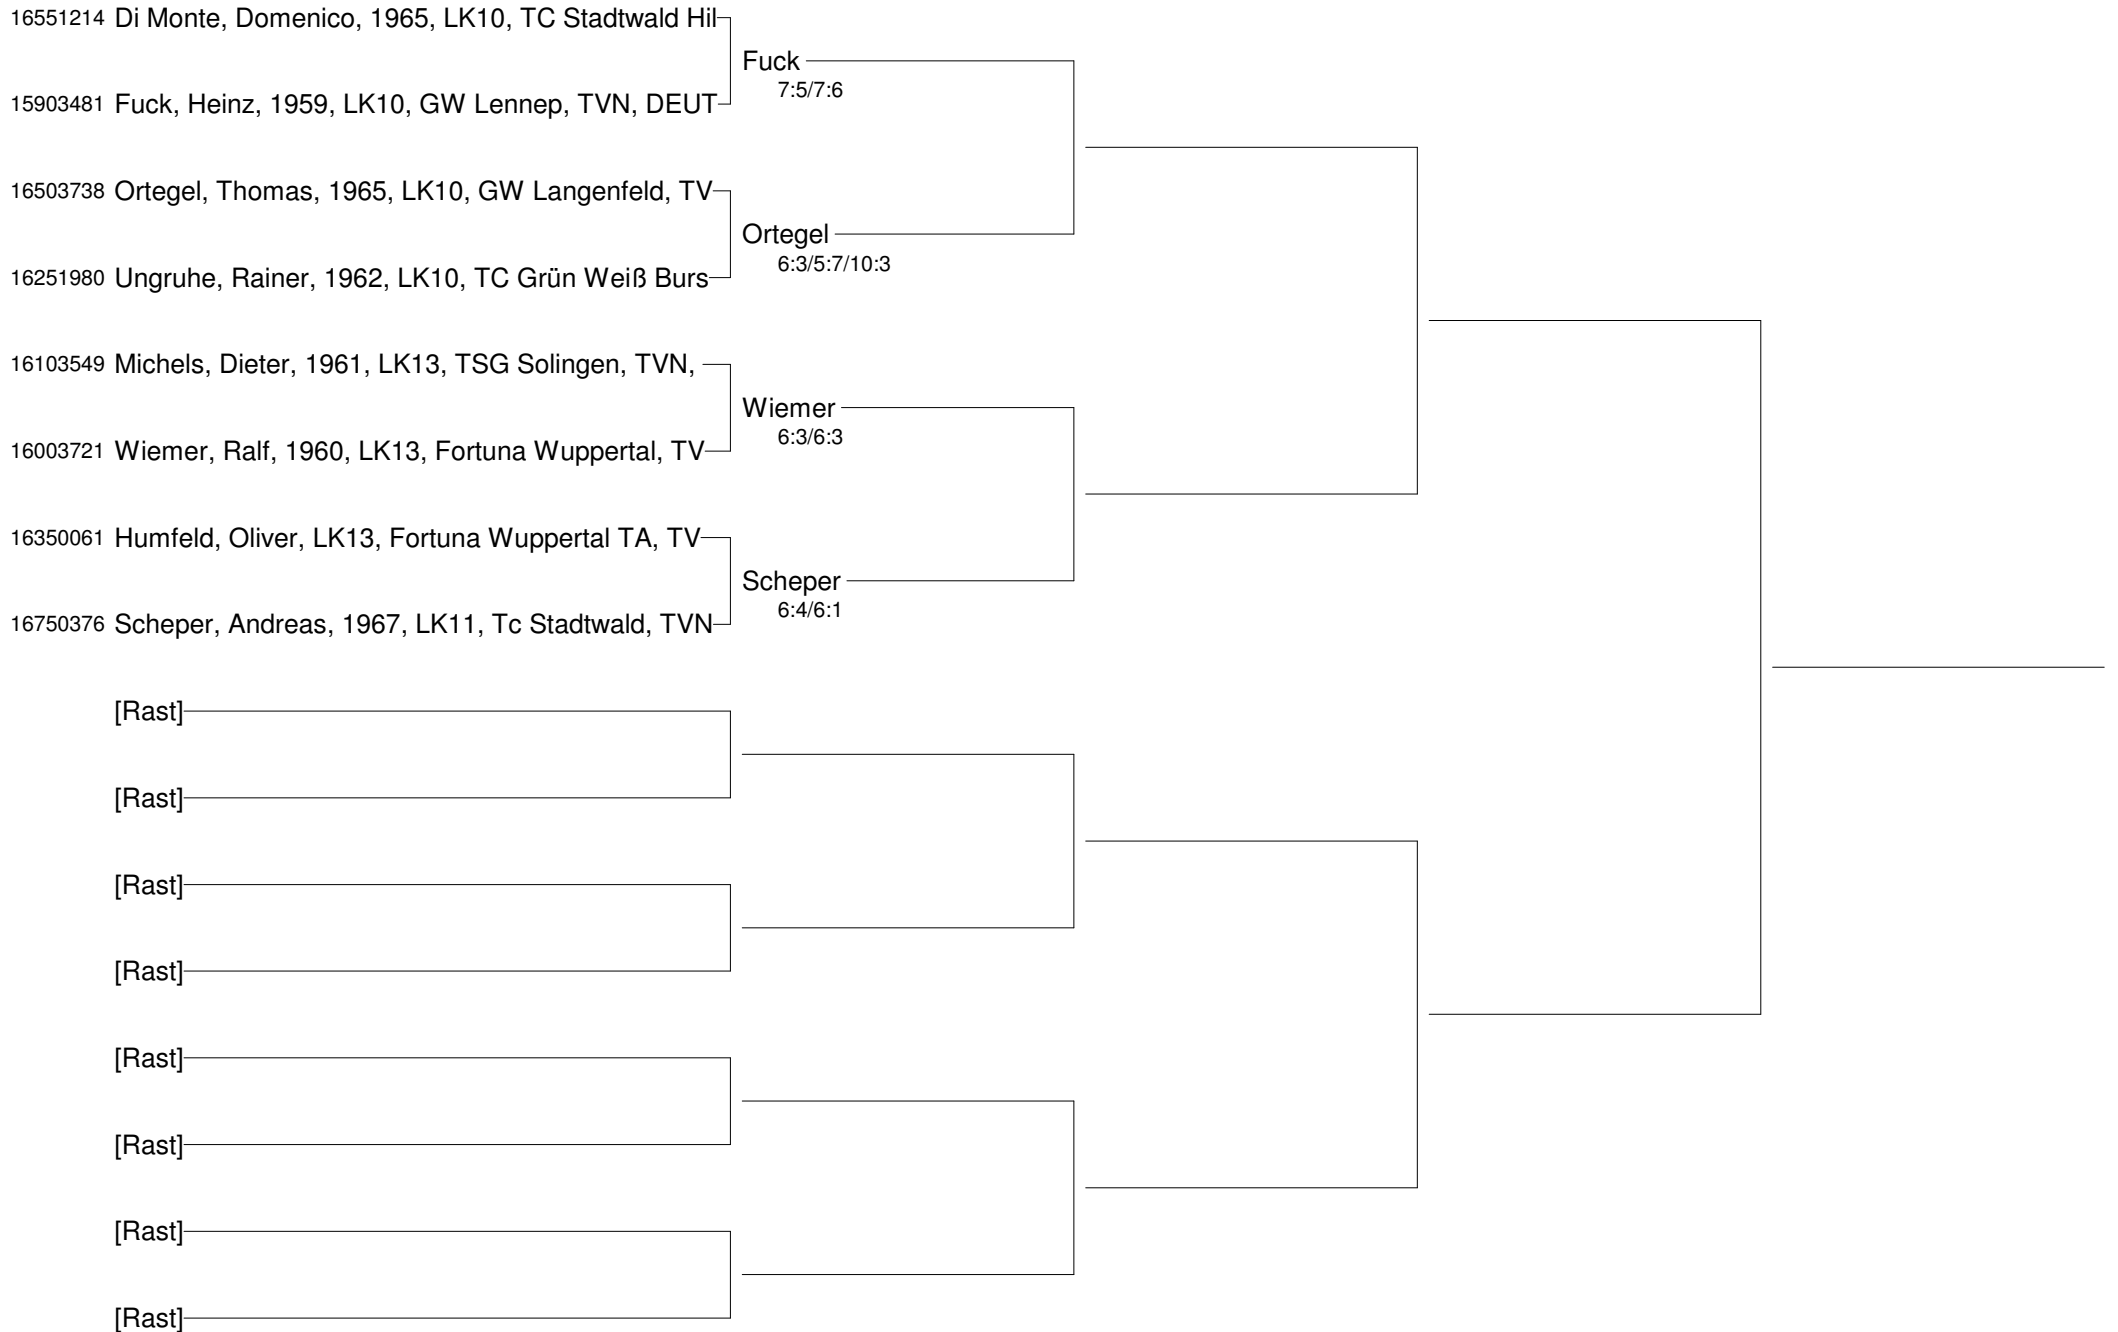 16551214 Di Monte, Domenico, 1965, LK10, TC Stadtwald Hil
Fuck
7:5/7:6
15903481 Fuck, Heinz, 1959, LK10, GW Lennep, TVN, DEUT
16503738 Ortegel, Thomas, 1965, LK10, GW Langenfeld, TV
Ortegel
6:3/5:7/10:3
16251980 Ungruhe, Rainer, 1962, LK10, TC Grün Weiß Burs
16103549 Michels, Dieter, 1961, LK13, TSG Solingen, TVN,
Wiemer
6:3/6:3
16003721 Wiemer, Ralf, 1960, LK13, Fortuna Wuppertal, TV
16350061 Humfeld, Oliver, LK13, Fortuna Wuppertal TA, TV
Scheper
6:4/6:1
16750376 Scheper, Andreas, 1967, LK11, Tc Stadtwald, TVN
[Rast]
[Rast]
[Rast]
[Rast]
[Rast]
[Rast]
[Rast]
[Rast]